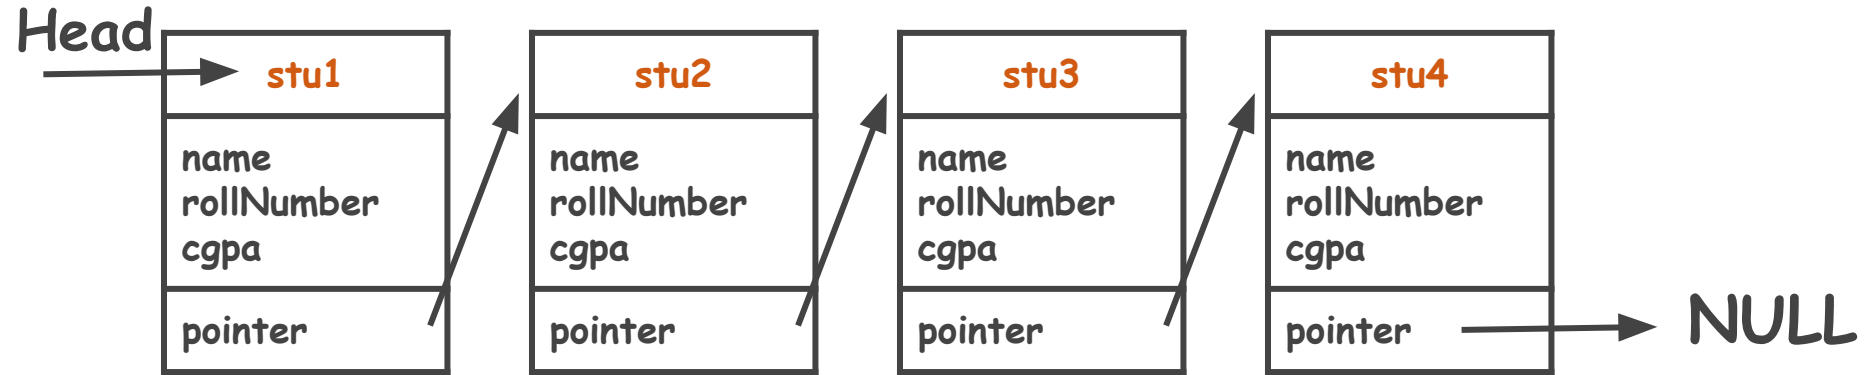 Head
stu1
name
rollNumber
cgpa
pointer
stu2
name
rollNumber
cgpa
pointer
stu3
name
rollNumber
cgpa
pointer
stu4
name
rollNumber
cgpa
pointer
NULL